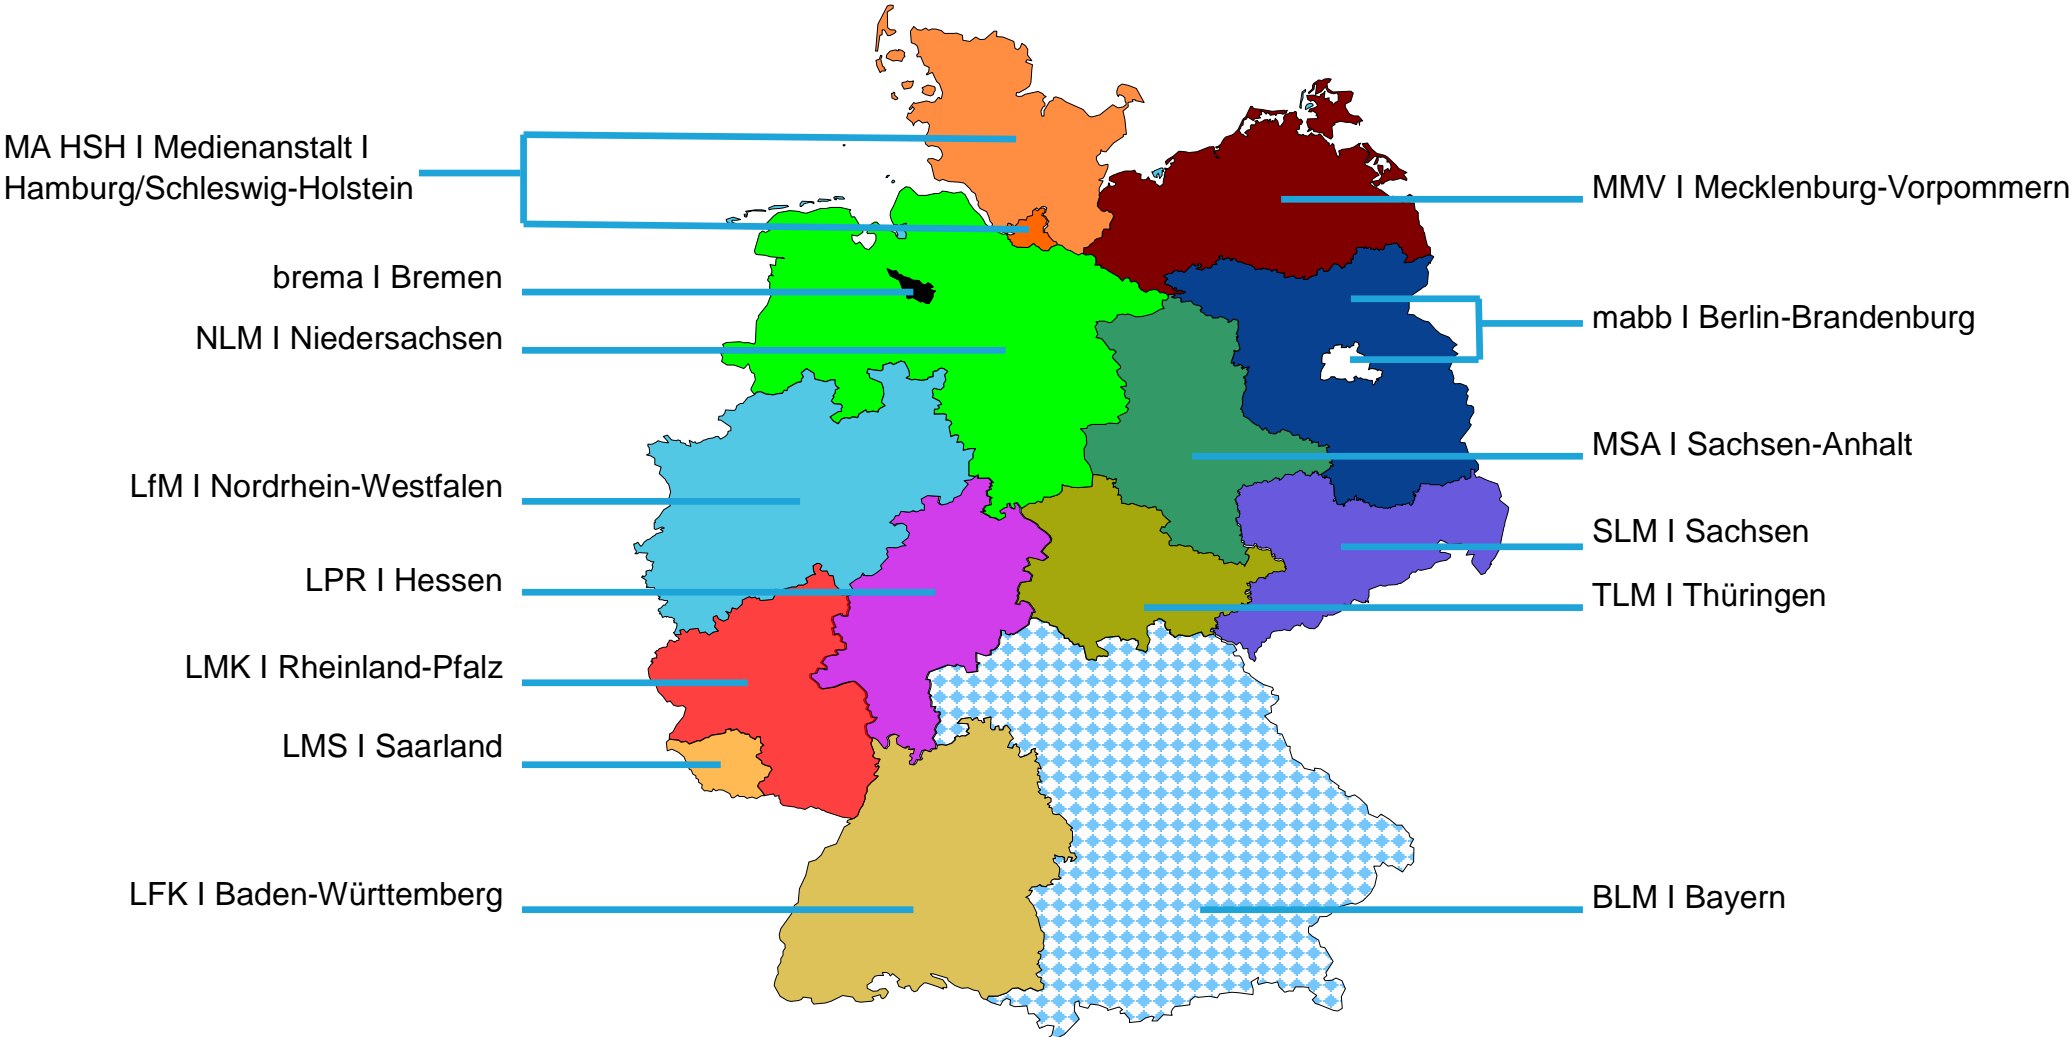 MA HSH I Medienanstalt I
Hamburg/Schleswig-Holstein
brema I Bremen
NLM I Niedersachsen
LfM I Nordrhein-Westfalen
LPR I Hessen
LMK I Rheinland-Pfalz
LMS I Saarland
LFK I Baden-Württemberg
MMV I Mecklenburg-Vorpommern
mabb I Berlin-Brandenburg
MSA I Sachsen-Anhalt
SLM I Sachsen
TLM I Thüringen
BLM I Bayern